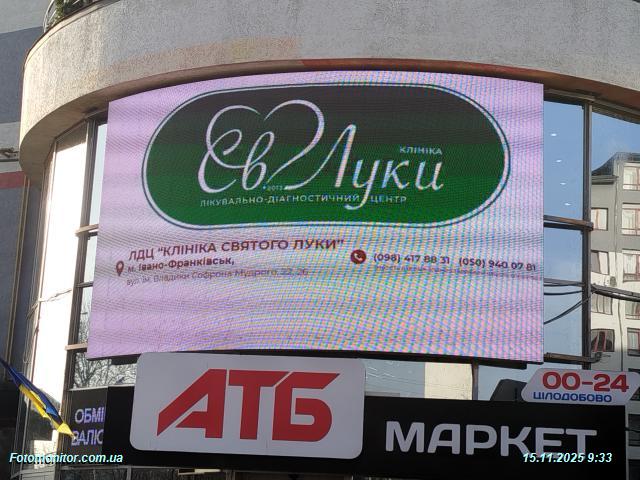 КЛІНІКА
Св Луки
2013
ЛІКУВАЛЬНО-ДІАГНОСТИЧНИЙ ЦЕНТР
ЛДЦ "КЛІНІКА СВЯТОГО ЛУКИ"
м. Івано-Франківськ,
вул. ім. Владики Софрона Мудрого, 22, 26
(098) 417 88 31 (050) 940 07 81
АТБ
МАРКЕТ
00-24
ЦІЛОДОБОВО
ОБМІ
ВАЛЮ
Fotomonitor.com.ua
15.11.2025 9:33